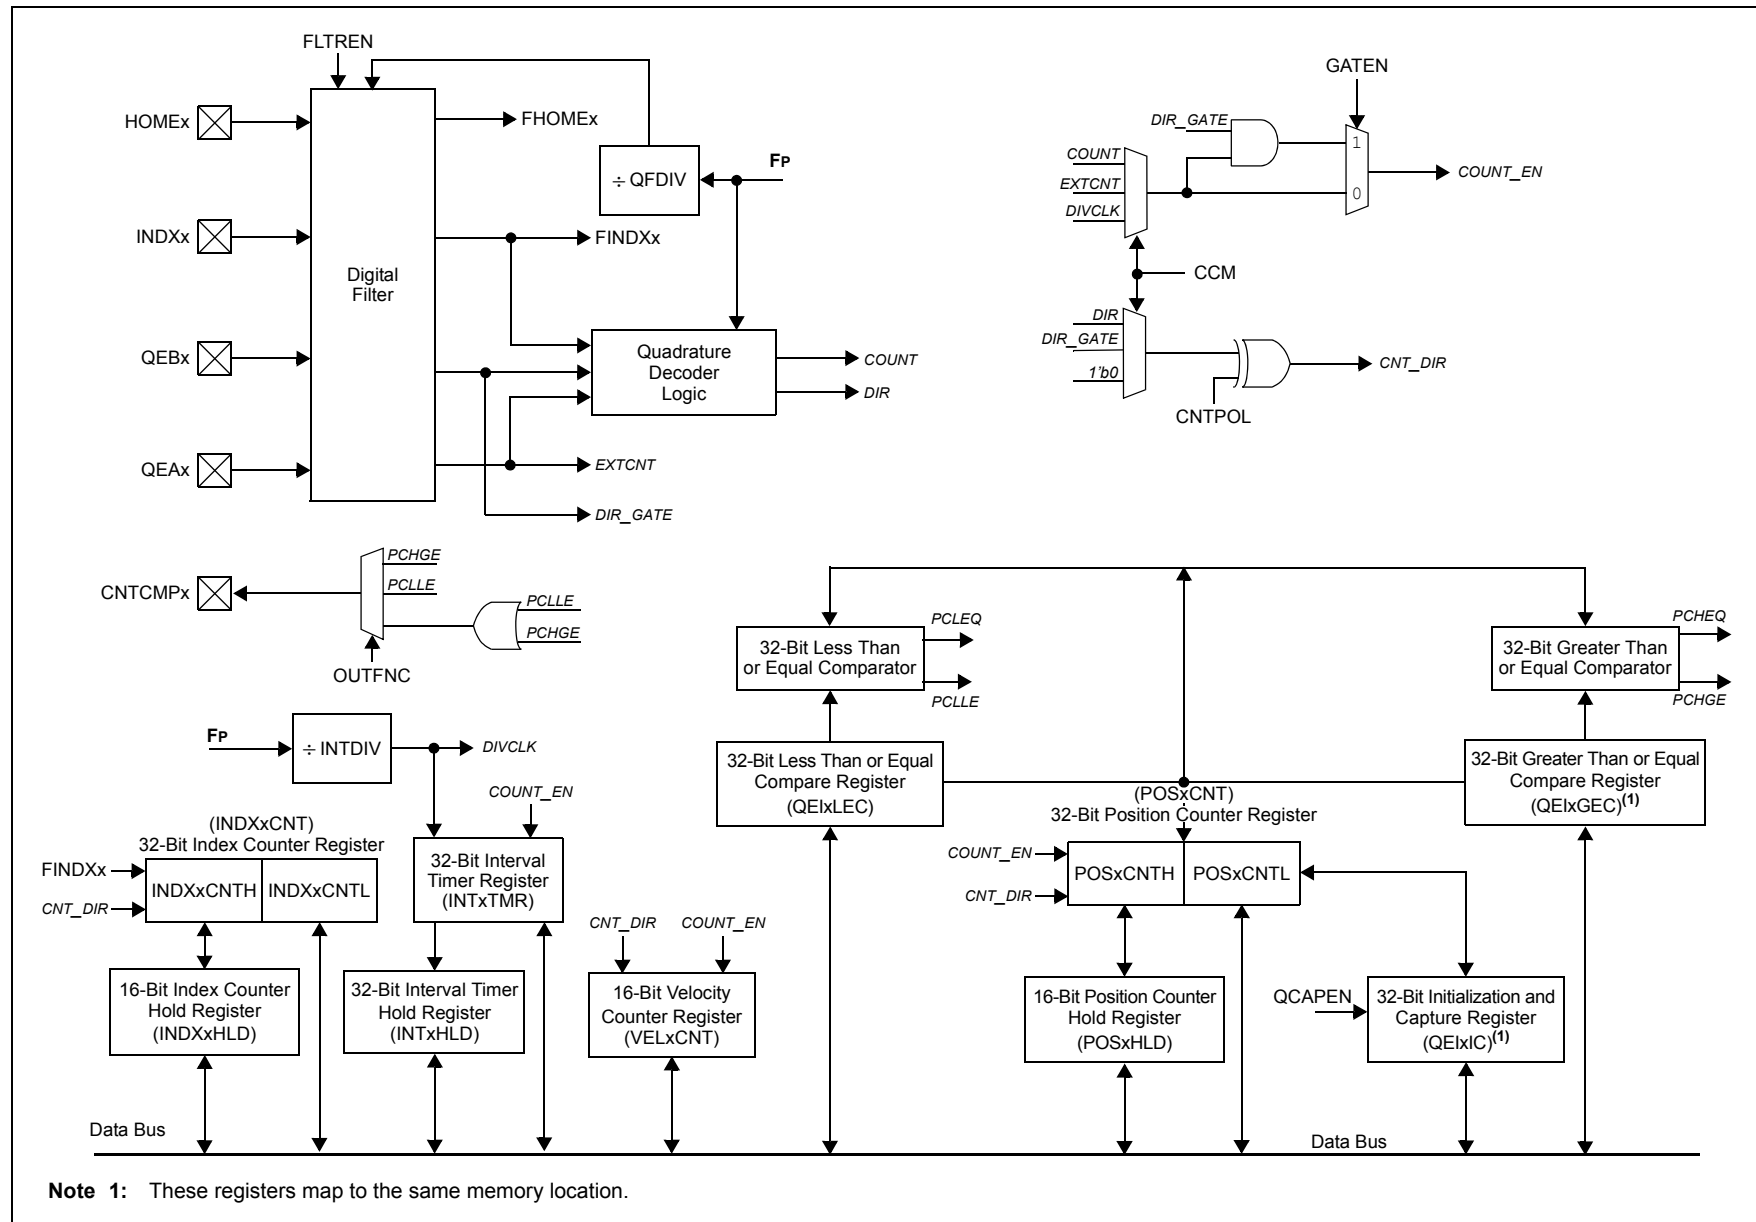 FLTREN
HOMEx
FHOMEx
÷ QFDIV
FP
INDXx
FINDXx
Digital
Filter
QEBx
Quadrature
Decoder
Logic
COUNT
DIR
QEAx
EXTCNT
DIR_GATE
GATEN
DIR_GATE
COUNT
EXTCNT
DIVCLK
1
0
COUNT_EN
CCM
DIR
DIR_GATE
1'b0
CNT_DIR
CNTPOL
CNTCMPx
PCHGE
PCLLE
PCLLE
PCHGE
OUTFNC
FP
÷ INTDIV
DIVCLK
COUNT_EN
32-Bit Less Than
or Equal Comparator
PCLEQ
PCLLE
32-Bit Greater Than
or Equal Comparator
PCHEQ
PCHGE
32-Bit Less Than or Equal
Compare Register
(QEIxLEC)
32-Bit Greater Than or Equal
Compare Register
(QEIxGEC)(1)
(INDXxCNT)
32-Bit Index Counter Register
FINDXx
CNT_DIR
INDXxCNTH
INDXxCNTL
32-Bit Interval
Timer Register
(INTxTMR)
(POSxCNT)
32-Bit Position Counter Register
COUNT_EN
CNT_DIR
POSxCNTH
POSxCNTL
CNT_DIR
COUNT_EN
16-Bit Index Counter
Hold Register
(INDXxHLD)
32-Bit Interval Timer
Hold Register
(INTxHLD)
16-Bit Velocity
Counter Register
(VELxCNT)
16-Bit Position Counter
Hold Register
(POSxHLD)
QCAPEN
32-Bit Initialization and
Capture Register
(QEIxIC)(1)
Data Bus
Data Bus
Note 1: These registers map to the same memory location.